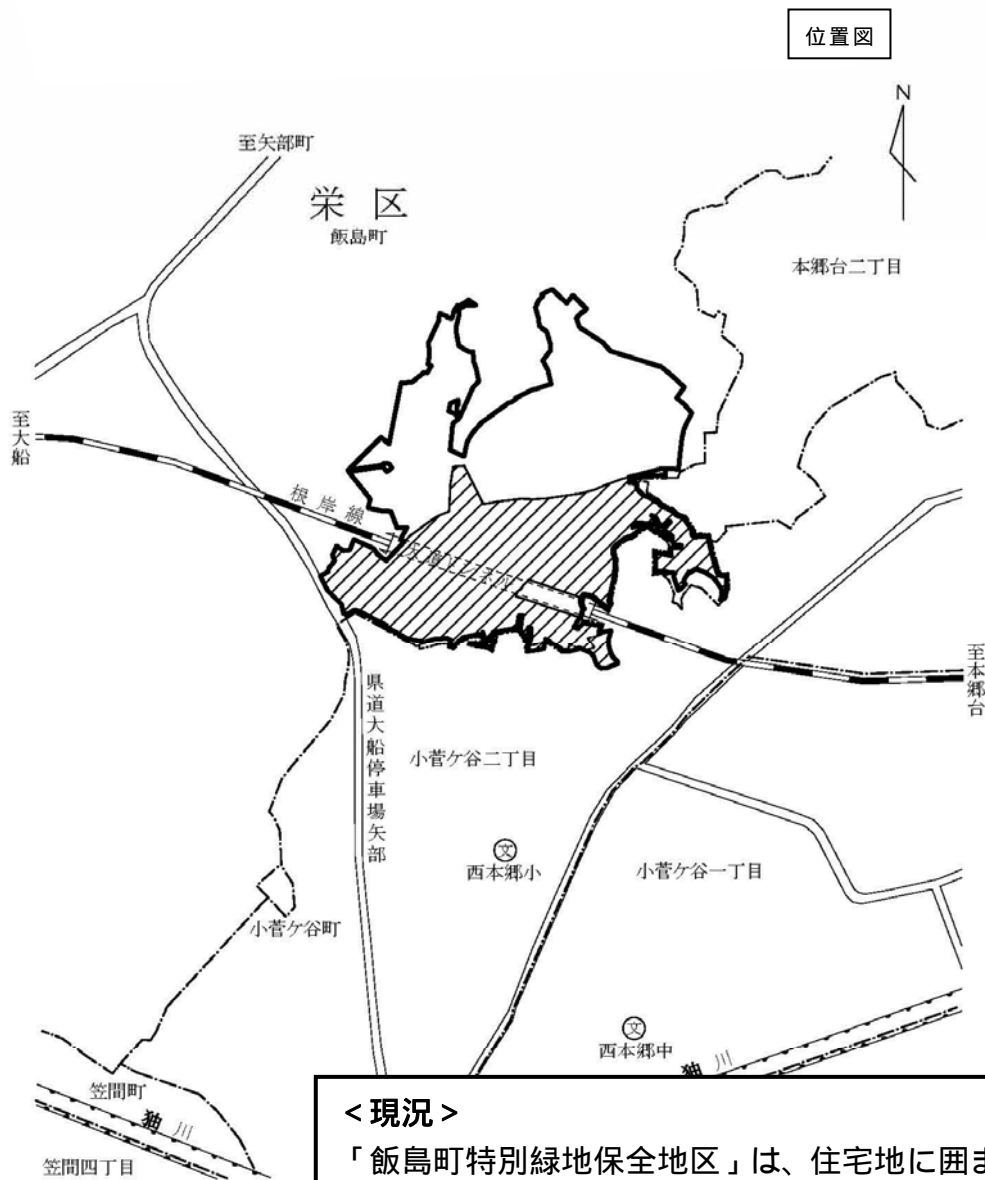 位置図
N
至矢部町
栄区
飯島町
本郷台二丁目
至大船
根岸線
至本郷台
県道大船停車場矢部
小菅ケ谷二丁目
文
西本郷小
小菅ケ谷一丁目
小菅ケ谷町
文
西本郷中
川
笠間町
川
笠間四丁目
<現況>
「飯島町特別緑地保全地区」は、住宅地に囲ま